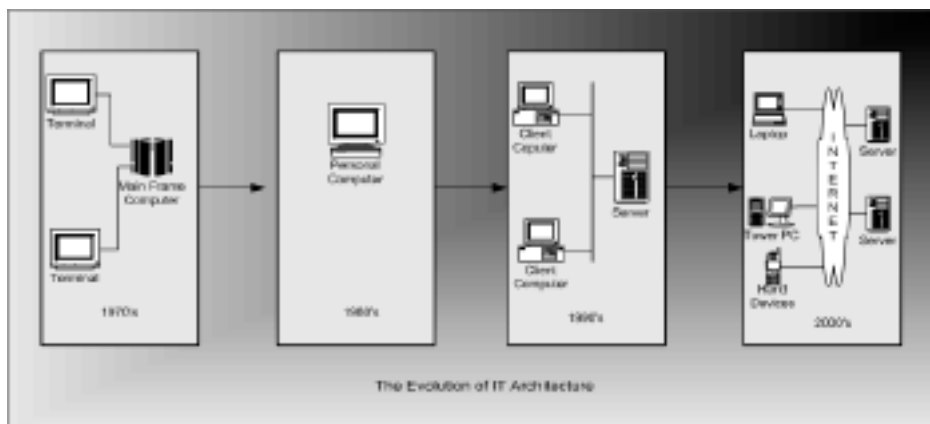 Terminal
Main Frame
Computer
Terminal
1970's
Personal
Computer
1980's
Client
Caputer
Server
Client
Computer
1990's
Laptop
Server
INTERNET
Tower PC
Server
Hand
Devices
2000's
The Evolution of IT Architecture